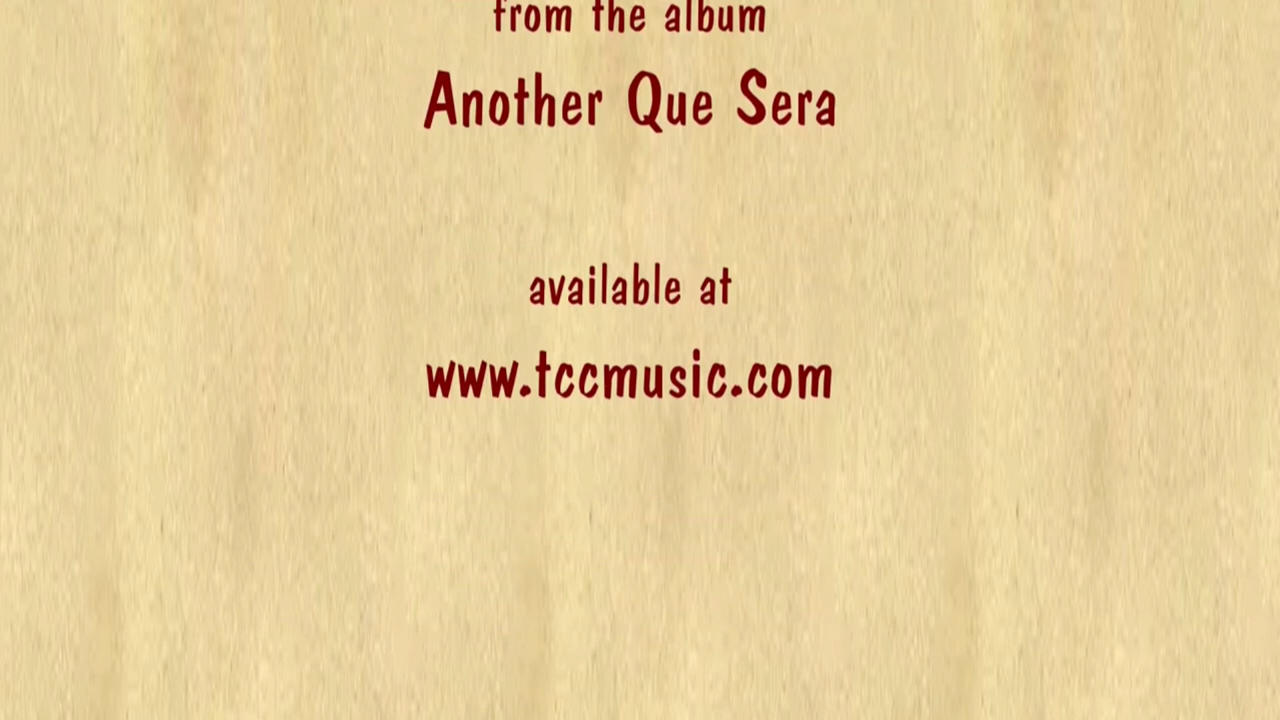 from the album
Another Que Sera
available at
www.tccmusic.com